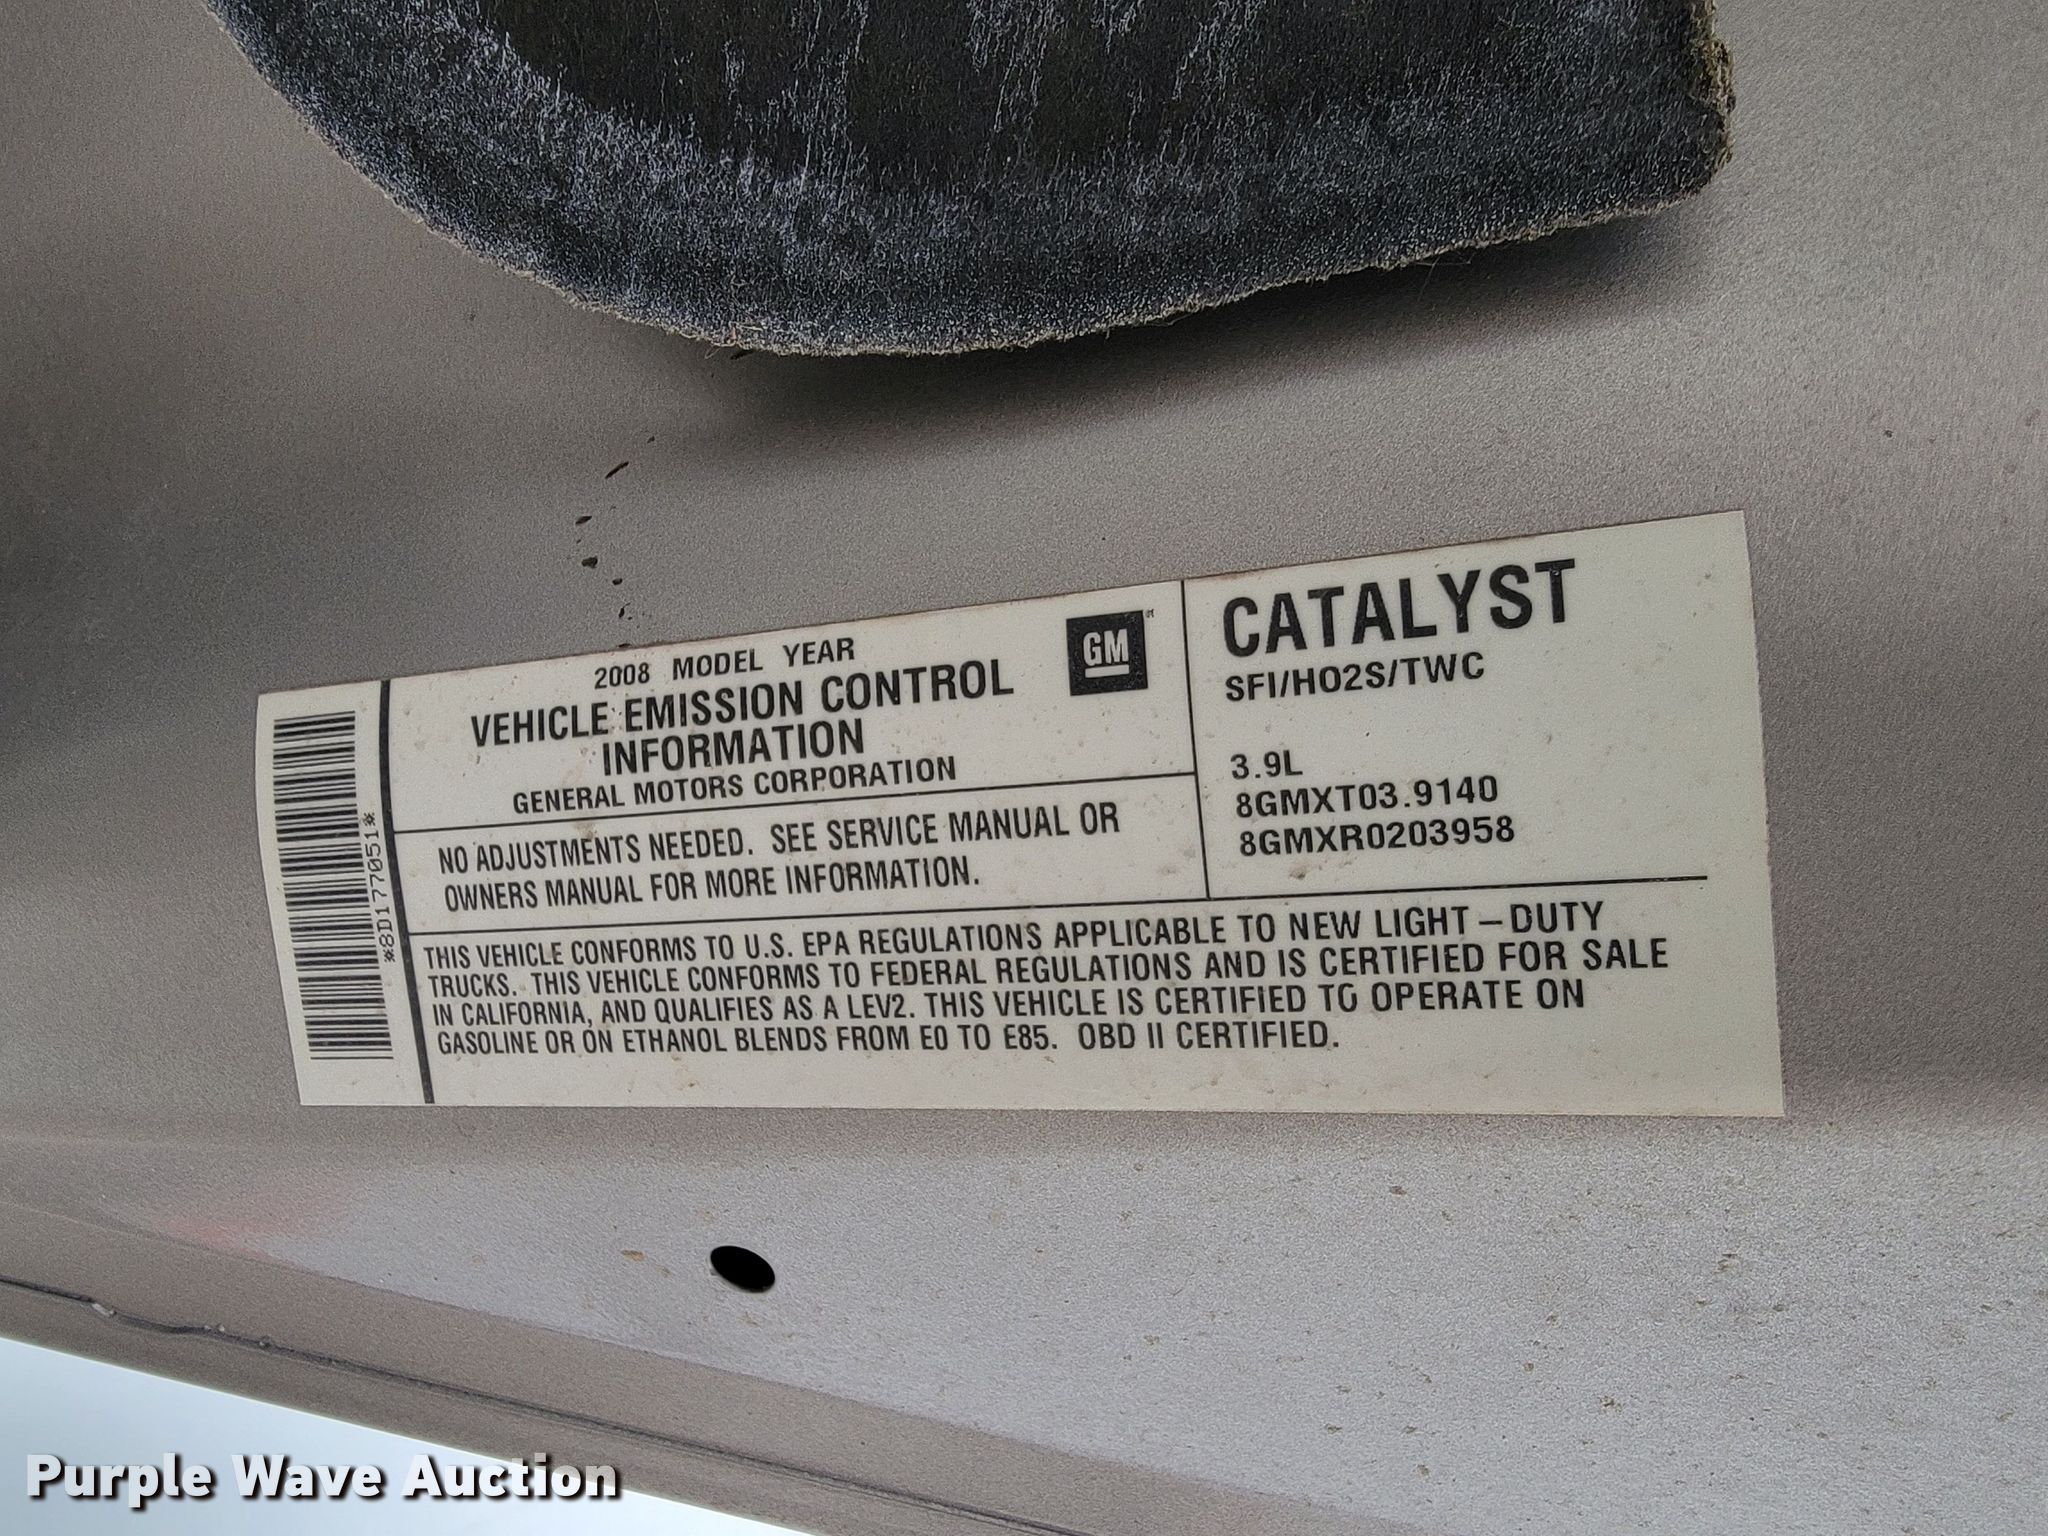 *8D177051*
2008 MODEL YEAR
VEHICLE EMISSION CONTROL
INFORMATION
GENERAL MOTORS CORPORATION
GM
NO ADJUSTMENTS NEEDED. SEE SERVICE MANUAL OR
OWNERS MANUAL FOR MORE INFORMATION.
CATALYST
SFI/HO2S/TWC
3.9L
8GMXT03.9140
8GMXR0203958
THIS VEHICLE CONFORMS TO U.S. EPA REGULATIONS APPLICABLE TO NEW LIGHT-DUTY
TRUCKS. THIS VEHICLE CONFORMS TO FEDERAL REGULATIONS AND IS CERTIFIED FOR SALE
IN CALIFORNIA, AND QUALIFIES AS A LEV2. THIS VEHICLE IS CERTIFIED TO OPERATE ON
GASOLINE OR ON ETHANOL BLENDS FROM E0 TO E85. OBD II CERTIFIED.
Purple Wave Auction